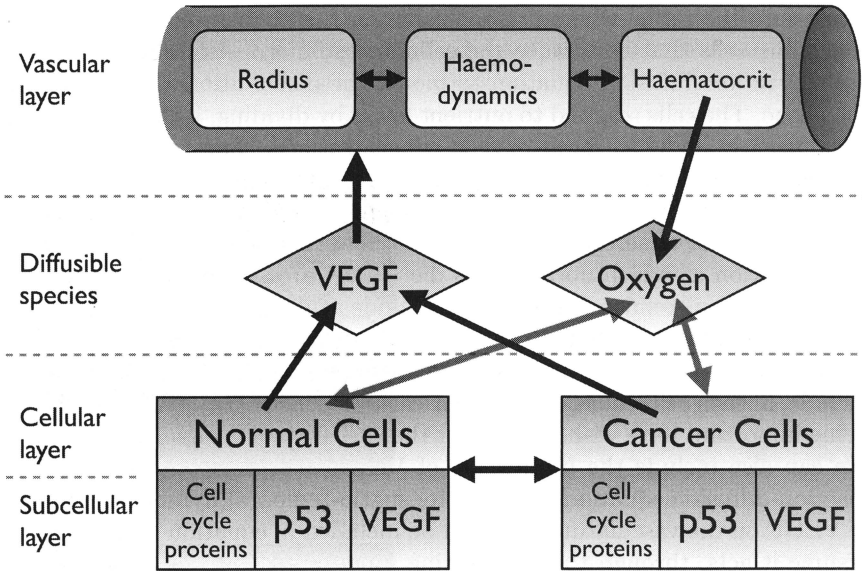 Vascular
layer
Radius
Haemo-
dynamics
Haematocrit
Diffusible
species
VEGF
Oxygen
Cellular
layer
Normal Cells
Cancer Cells
Subcellular
layer
Cell
cycle
proteins
p53
VEGF
Cell
cycle
proteins
p53
VEGF